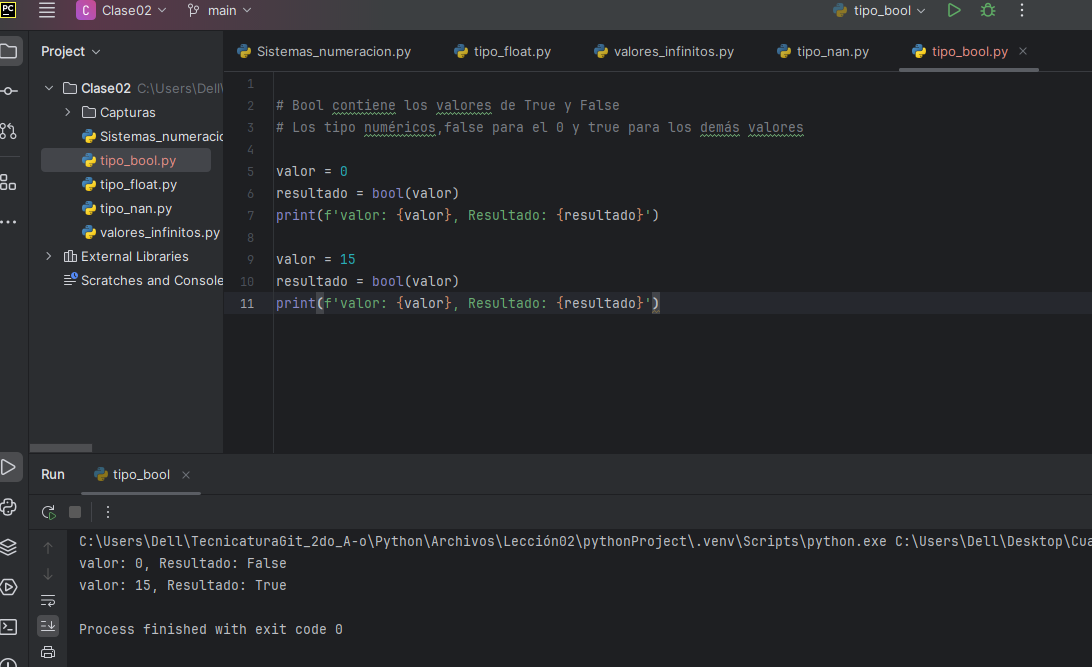 PC
C Clase02 main tipo_bool
Project
Sistemas_numeracion.py tipo_float.py valores_infinitos.py tipo_nan.py tipo_bool.py
Clase02 C:\Users\Dell\
Capturas
Sistemas_numeracio
tipo_bool.py
tipo_float.py
tipo_nan.py
valores_infinitos.py
External Libraries
Scratches and Console
1
2 # Bool contiene los valores de True y False
3 # Los tipo numéricos,false para el 0 y true para los demás valores
4
5 valor = 0
6 resultado = bool(valor)
7 print(f'valor: {valor}, Resultado: {resultado}')
8
9 valor = 15
10 resultado = bool(valor)
11 print(f'valor: {valor}, Resultado: {resultado}')
Run tipo_bool
C:\Users\Dell\TecnicaturaGit_2do_A-o\Python\Archivos\Lección02\pythonProject\.venv\Scripts\python.exe C:\Users\Dell\Desktop\Cua
valor: 0, Resultado: False
valor: 15, Resultado: True
Process finished with exit code 0